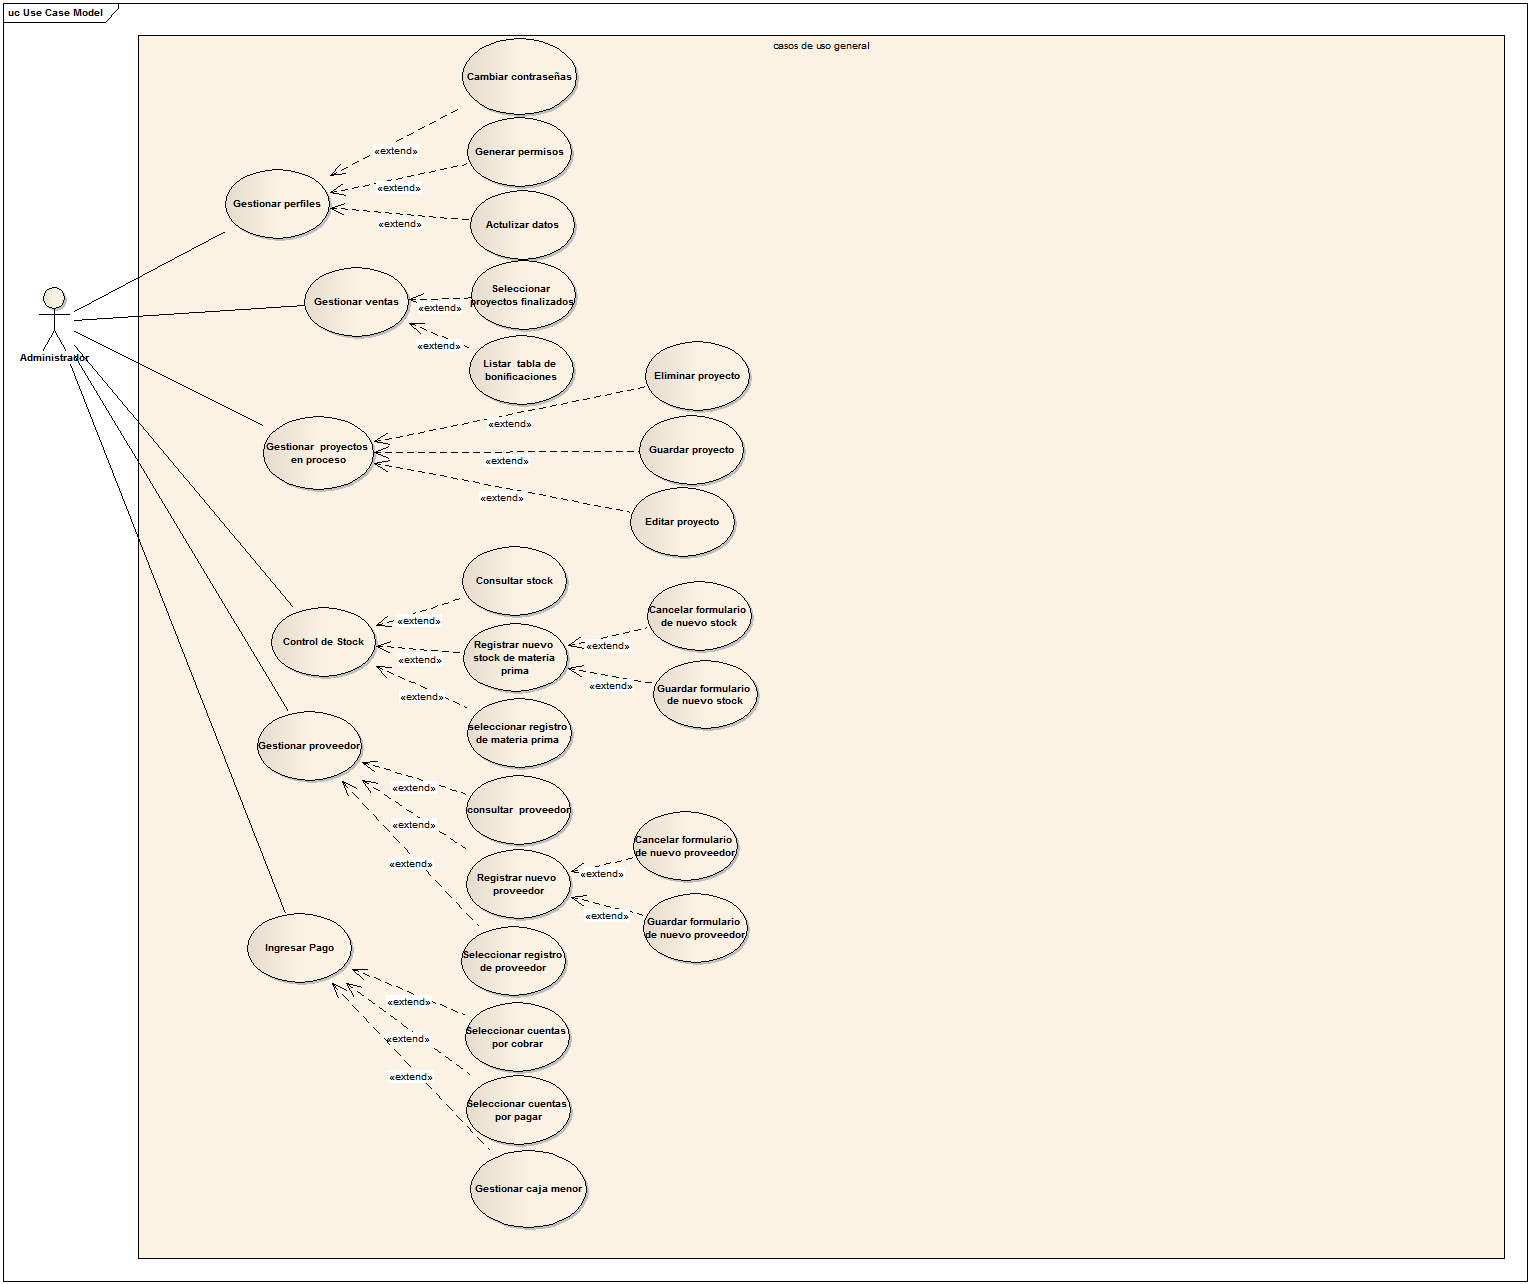 uc Use Case Model
casos de uso general
Cambiar contraseñas
«extend»
Generar permisos
«extend»
Gestionar perfiles
Actulizar datos
«extend»
Seleccionar
proyectos finalizados
Gestionar ventas
«extend»
Administrador
«extend»
Listar tabla de
bonificaciones
Eliminar proyecto
«extend»
Gestionar proyectos
en proceso
Guardar proyecto
«extend»
«extend»
Editar proyecto
Consultar stock
«extend»
Cancelar formulario
de nuevo stock
Control de Stock
Registrar nuevo
stock de materia
prima
«extend»
«extend»
«extend»
Guardar formulario
de nuevo stock
«extend»
seleccionar registro
de materia prima
Gestionar proveedor
«extend»
consultar proveedor
«extend»
Cancelar formulario
de nuevo proveedor
«extend»
Registrar nuevo
proveedor
«extend»
«extend»
Guardar formulario
de nuevo proveedor
Ingresar Pago
Seleccionar registro
de proveedor
«extend»
Seleccionar cuentas
por cobrar
«extend»
«extend»
Seleccionar cuentas
por pagar
Gestionar caja menor